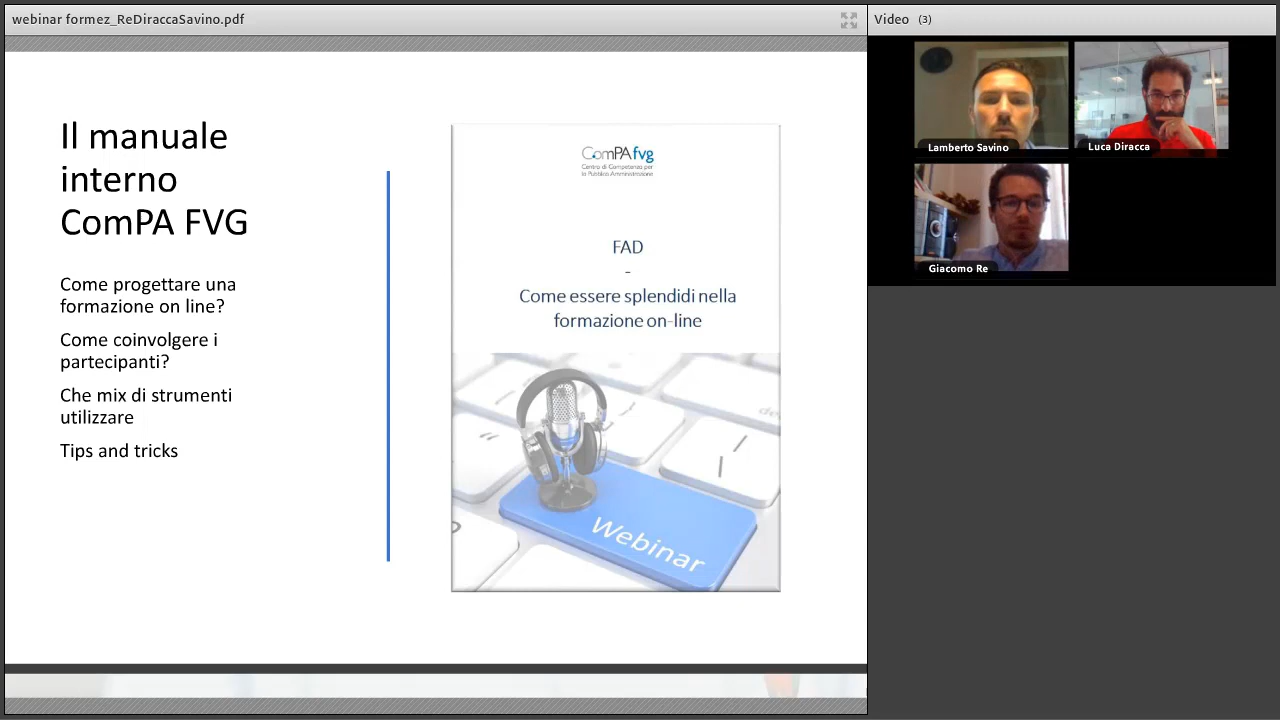 webinar formez_ReDiraccaSavino.pdf
Video (3)
Il manuale
interno
ComPA FVG
Come progettare una
formazione on line?
Come coinvolgere i
partecipanti?
Che mix di strumenti
utilizzare
Tips and tricks
ComPA fvg
Centro di Competenza per
la Pubblica Amministrazione
FAD
-
Come essere splendidi nella
formazione on-line
Webinar
Lamberto Savino
Luca Diracca
Giacomo Re